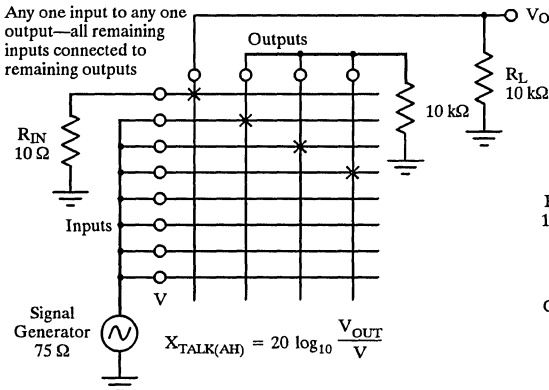 Any one input to any one
output—all remaining
inputs connected to
remaining outputs
Outputs
V_O
R_L
10 kΩ
10 kΩ
R_IN
10 Ω
Inputs
V
Signal
Generator
75 Ω
X_TALK(AH) = 20 log_10 V_OUT / V